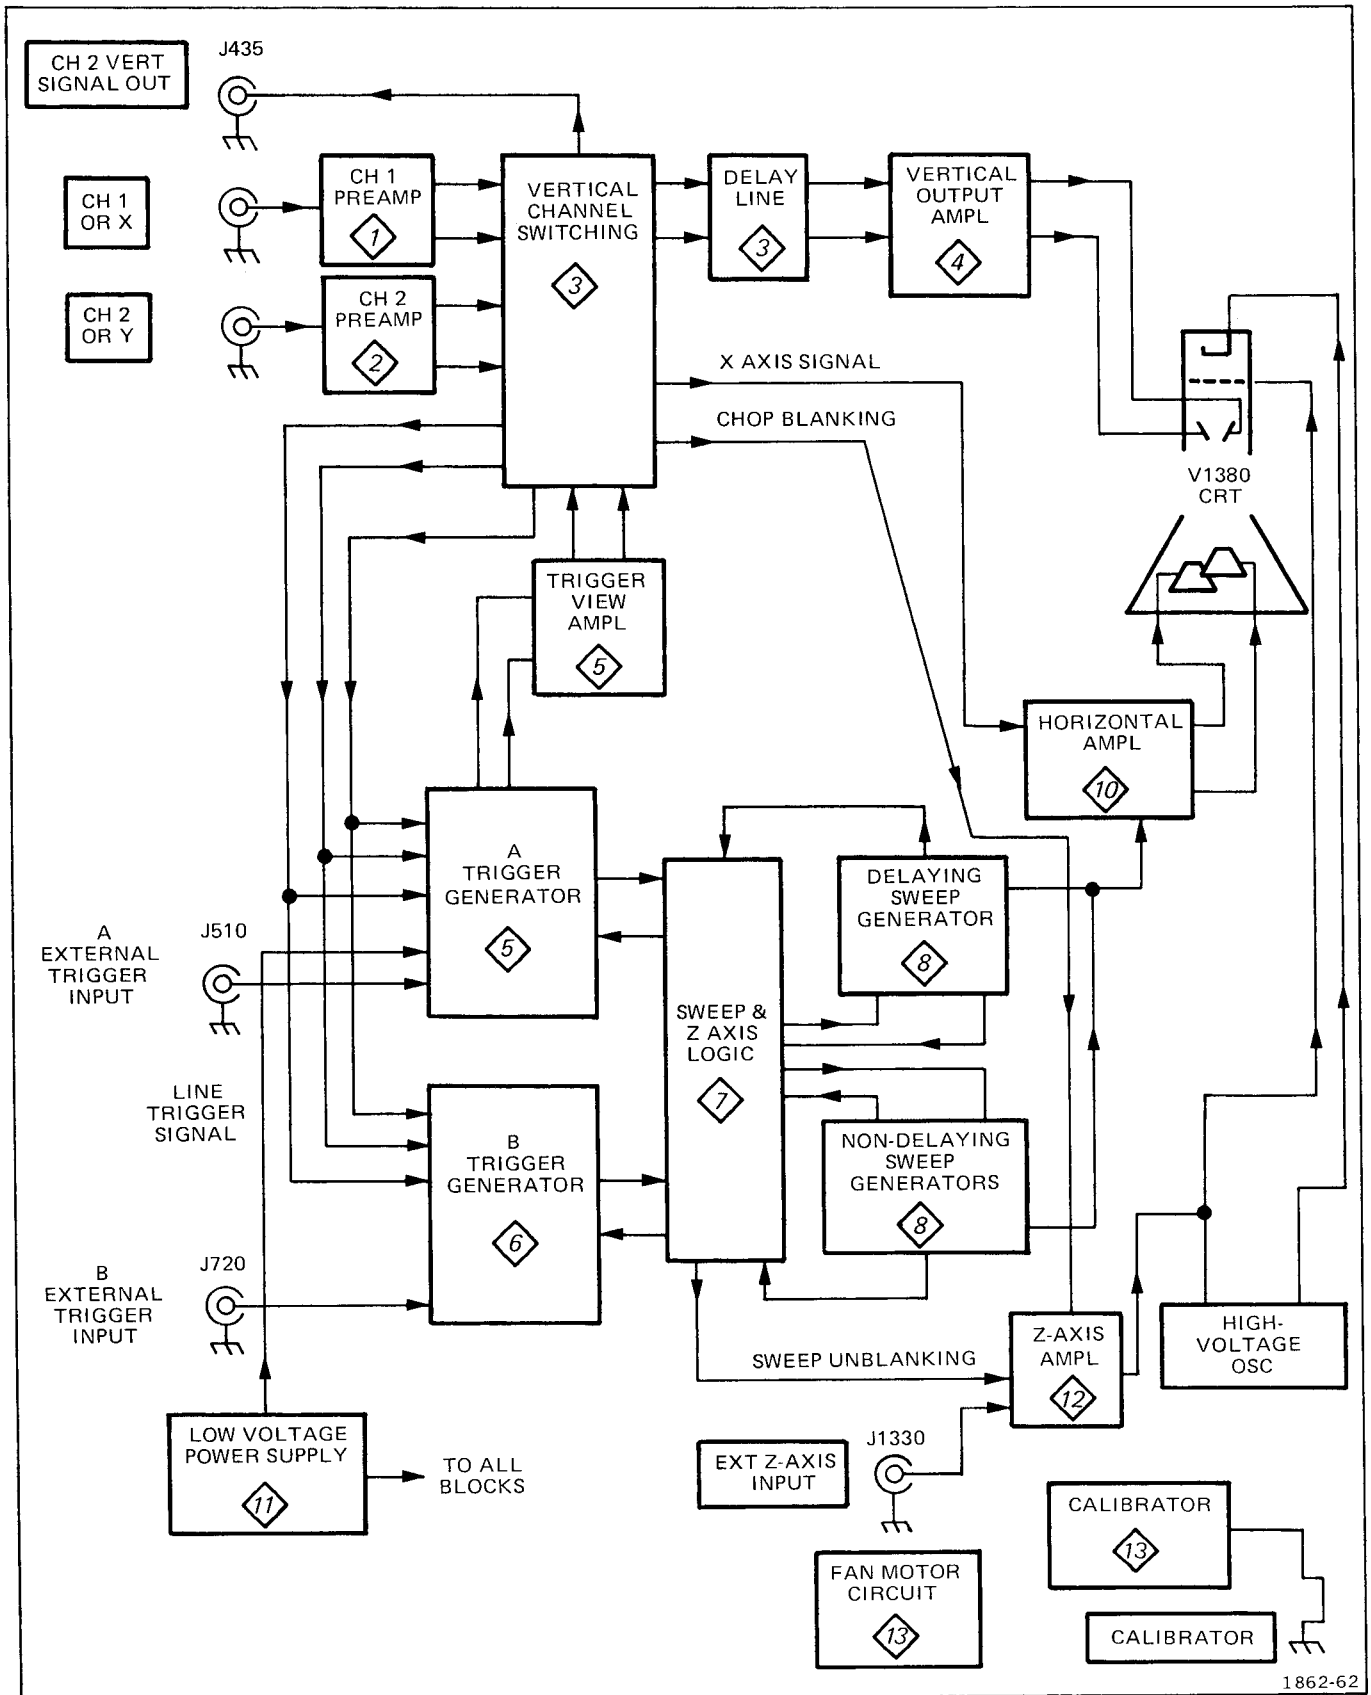 CH 2 VERT
SIGNAL OUT
J435
CH 1
OR X
CH 1
PREAMP
1
VERTICAL
CHANNEL
SWITCHING
3
DELAY
LINE
3
VERTICAL
OUTPUT
AMPL
4
CH 2
OR Y
CH 2
PREAMP
2
X AXIS SIGNAL
CHOP BLANKING
V1380
CRT
TRIGGER
VIEW
AMPL
5
HORIZONTAL
AMPL
10
A
TRIGGER
GENERATOR
5
DELAYING
SWEEP
GENERATOR
8
A
EXTERNAL
TRIGGER
INPUT
J510
SWEEP &
Z AXIS
LOGIC
7
LINE
TRIGGER
SIGNAL
B
TRIGGER
GENERATOR
6
NON-DELAYING
SWEEP
GENERATORS
8
B
EXTERNAL
TRIGGER
INPUT
J720
SWEEP UNBLANKING
Z-AXIS
AMPL
12
HIGH-
VOLTAGE
OSC
LOW VOLTAGE
POWER SUPPLY
11
TO ALL
BLOCKS
EXT Z-AXIS
INPUT
J1330
CALIBRATOR
13
FAN MOTOR
CIRCUIT
13
CALIBRATOR
1862-62